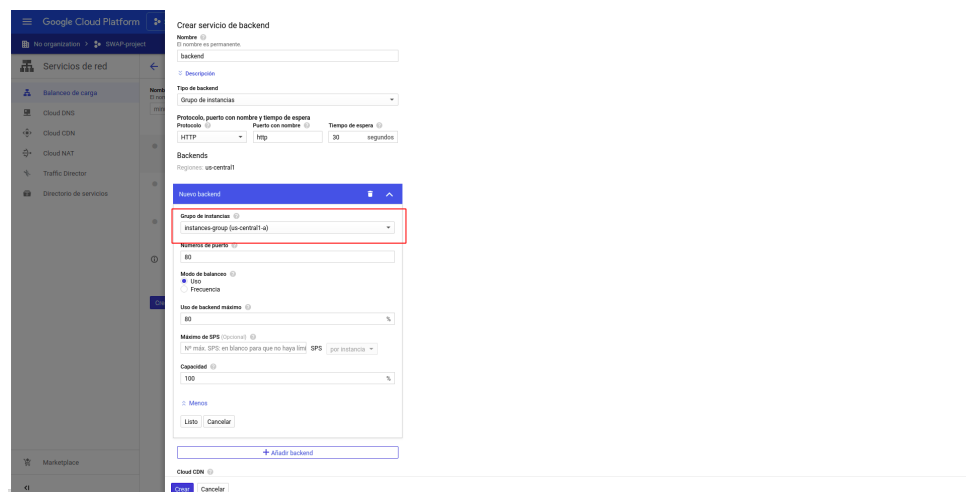 Google Cloud Platform
No organization > SWAP-project
Servicios de red
Balanceo de carga
Cloud DNS
Cloud CDN
Cloud NAT
Traffic Director
Directorio de servicios
Marketplace
Crear servicio de backend
Nombre
El nombre es permanente.
backend
Descripción
Tipo de backend
Grupo de instancias
Protocolo, puerto con nombre y tiempo de espera
Protocolo Puerto con nombre Tiempo de espera
HTTP http 30 segundos
Backends
Regiones: us-central1
Nuevo backend
Grupo de instancias
instances-group (us-central1-a)
Números de puerto
80
Modo de balanceo
Uso
Frecuencia
Uso de backend máximo
80 %
Máximo de SPS (Opcional)
Nº máx. SPS: en blanco para que no haya lími SPS por instancia
Capacidad
100 %
Menos
Listo Cancelar
+ Añadir backend
Cloud CDN
Crear Cancelar